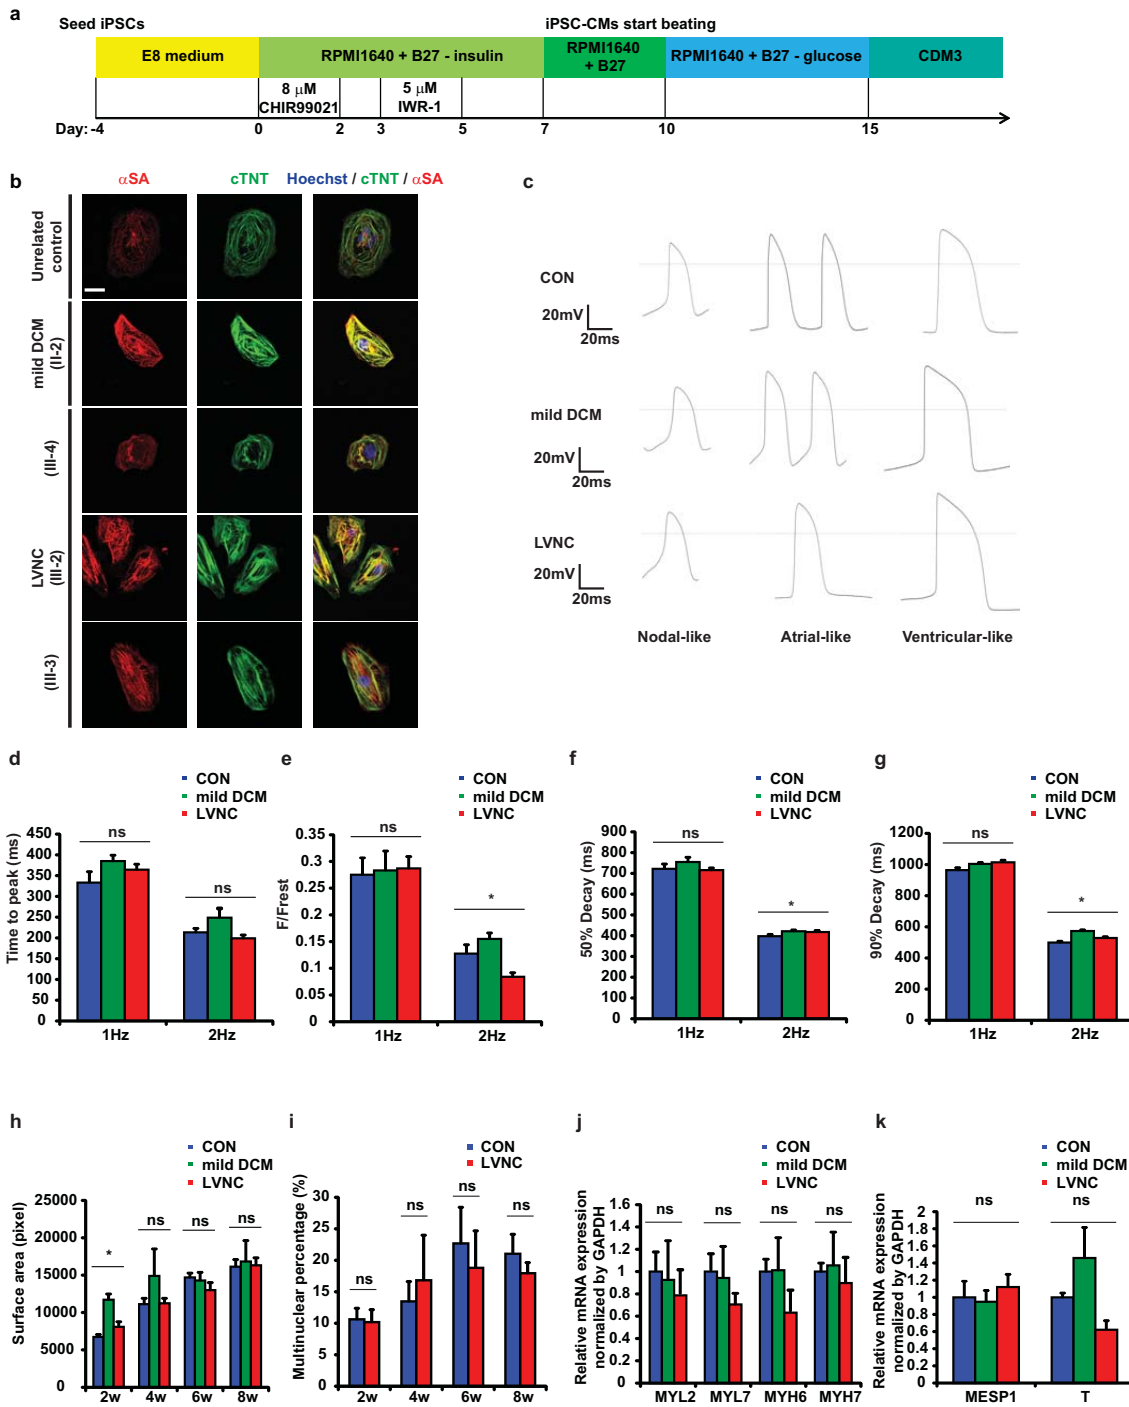 a
Seed iPSCs
iPSC-CMs start beating
E8 medium
RPMI1640 + B27 - insulin
RPMI1640
+ B27
RPMI1640 + B27 - glucose
CDM3
8 µM
CHIR99021
5 µM
IWR-1
Day: -4 0 2 3 5 7 10 15
b
αSA cTNT Hoechst / cTNT / αSA
Unrelated
control
mild DCM
(II-2)
(III-4)
LVNC
(III-2)
(III-3)
c
CON
20mV
20ms
mild DCM
20mV
20ms
LVNC
20mV
20ms
Nodal-like Atrial-like Ventricular-like
d
CON
mild DCM
LVNC
Time to peak (ms)
450
400
350
300
250
200
150
100
50
0
ns
ns
1Hz 2Hz
e
CON
mild DCM
LVNC
F/Frest
0.35
0.3
0.25
0.2
0.15
0.1
0.05
0
ns
*
1Hz 2Hz
f
CON
mild DCM
LVNC
50% Decay (ms)
900
800
700
600
500
400
300
200
100
0
ns
*
1Hz 2Hz
g
CON
mild DCM
LVNC
90% Decay (ms)
1200
1000
800
600
400
200
0
ns
*
1Hz 2Hz
h
CON
mild DCM
LVNC
Surface area (pixel)
25000
20000
15000
10000
5000
0
* ns ns ns
2w 4w 6w 8w
i
CON
LVNC
Multinuclear percentage (%)
30
25
20
15
10
5
0
ns ns ns ns
2w 4w 6w 8w
j
CON
mild DCM
LVNC
Relative mRNA expression
normalized by GAPDH
1.6
1.4
1.2
1
0.8
0.6
0.4
0.2
0
ns ns ns ns
MYL2 MYL7 MYH6 MYH7
k
CON
mild DCM
LVNC
Relative mRNA expression
normalized by GAPDH
2
1.8
1.6
1.4
1.2
1.0
0.8
0.6
0.4
0.2
0
ns ns
MESP1 T